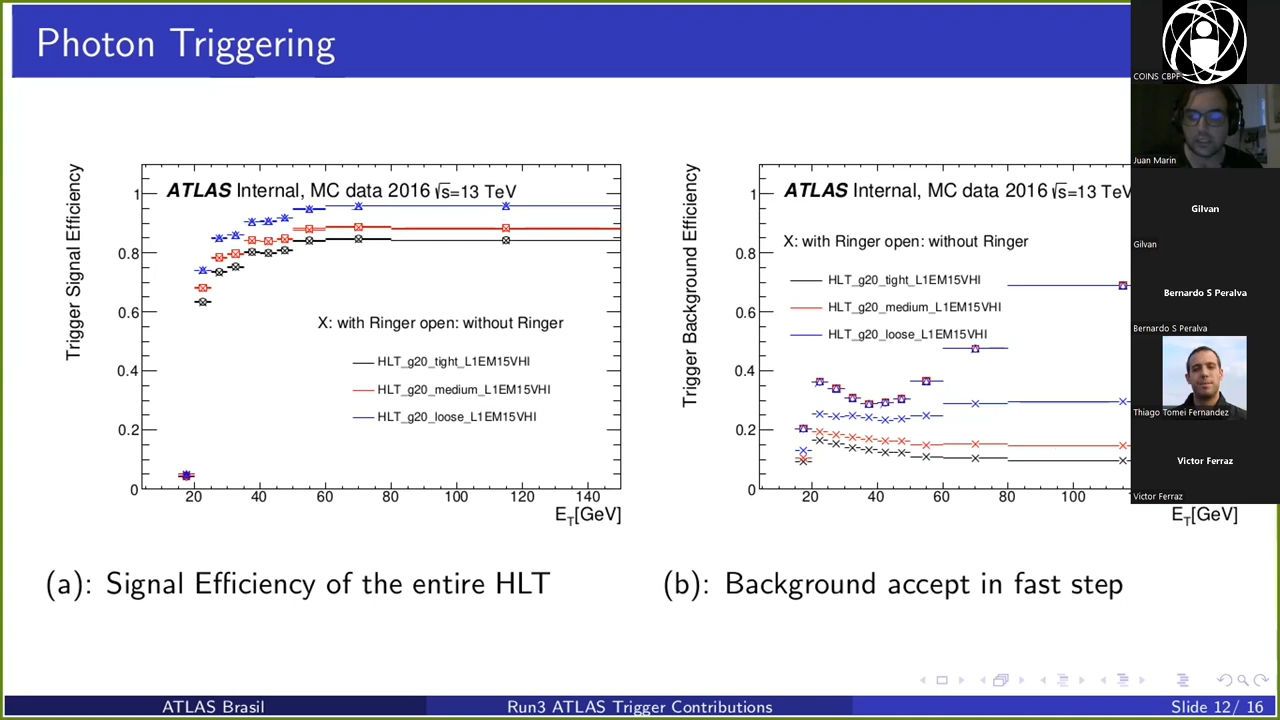 Photon Triggering
Trigger Signal Efficiency
ATLAS Internal, MC data 2016 √s=13 TeV
X: with Ringer open: without Ringer
HLT_g20_tight_L1EM15VHI
HLT_g20_medium_L1EM15VHI
HLT_g20_loose_L1EM15VHI
1
0.8
0.6
0.4
0.2
0
20 40 60 80 100 120 140
E_T[GeV]
(a): Signal Efficiency of the entire HLT
Trigger Background Efficiency
ATLAS Internal, MC data 2016 √s=13 TeV
X: with Ringer open: without Ringer
HLT_g20_tight_L1EM15VHI
HLT_g20_medium_L1EM15VHI
HLT_g20_loose_L1EM15VHI
1
0.8
0.6
0.4
0.2
0
20 40 60 80 100
E_T[GeV]
(b): Background accept in fast step
COINS CBPF
Juan Marin
Gilvan
Gilvan
Bernardo S Peralva
Bernardo S Peralva
Thiago Tomei Fernandez
Victor Ferraz
Victor Ferraz
ATLAS Brasil
Run3 ATLAS Trigger Contributions
Slide 12/ 16